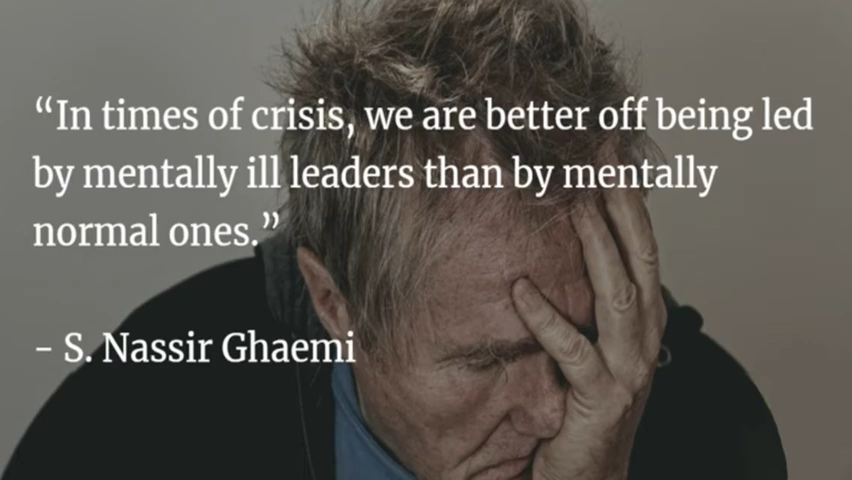 “In times of crisis, we are better off being led
by mentally ill leaders than by mentally
normal ones.”
– S. Nassir Ghaemi